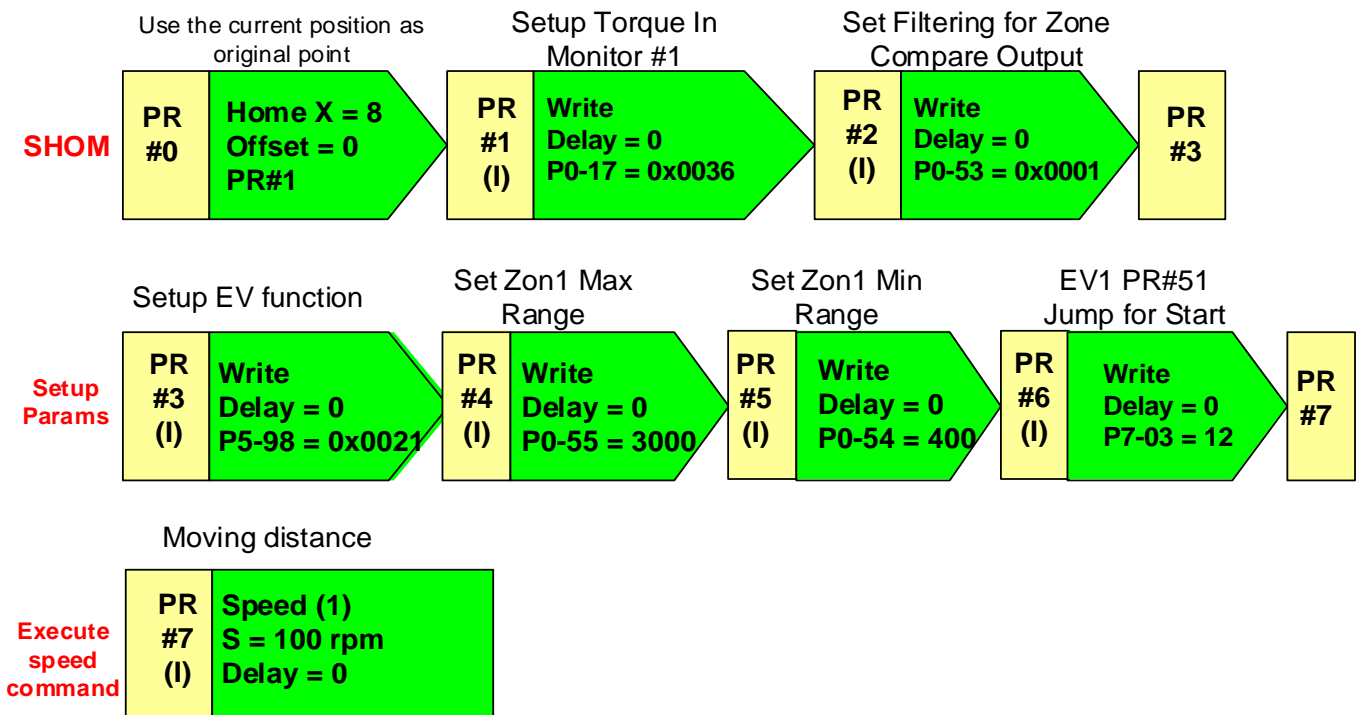 Use the current position as
original point
Setup Torque In
Monitor #1
Set Filtering for Zone
Compare Output
SHOM
PR
#0
Home X = 8
Offset = 0
PR#1
PR
#1
(I)
Write
Delay = 0
P0-17 = 0x0036
PR
#2
(I)
Write
Delay = 0
P0-53 = 0x0001
PR
#3
Setup EV function
Set Zon1 Max
Range
Set Zon1 Min
Range
EV1 PR#51
Jump for Start
Setup
Params
PR
#3
(I)
Write
Delay = 0
P5-98 = 0x0021
PR
#4
(I)
Write
Delay = 0
P0-55 = 3000
PR
#5
(I)
Write
Delay = 0
P0-54 = 400
PR
#6
(I)
Write
Delay = 0
P7-03 = 12
PR
#7
Moving distance
Execute
speed
command
PR
#7
(I)
Speed (1)
S = 100 rpm
Delay = 0